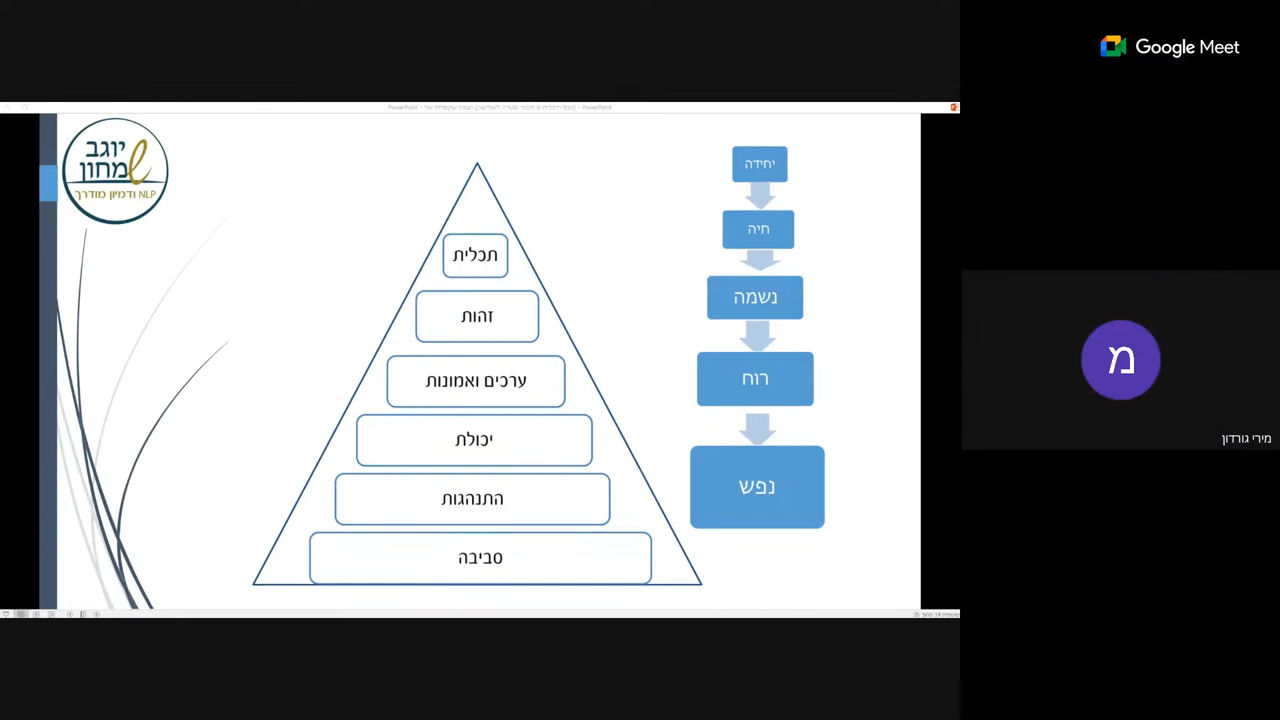 Google Meet
יוגב
שמחון
NLP ודמיון מודרך
תכלית
זהות
ערכים ואמונות
יכולת
התנהגות
סביבה
יחידה
חיה
נשמה
רוח
נפש
מ
מירי גורדון